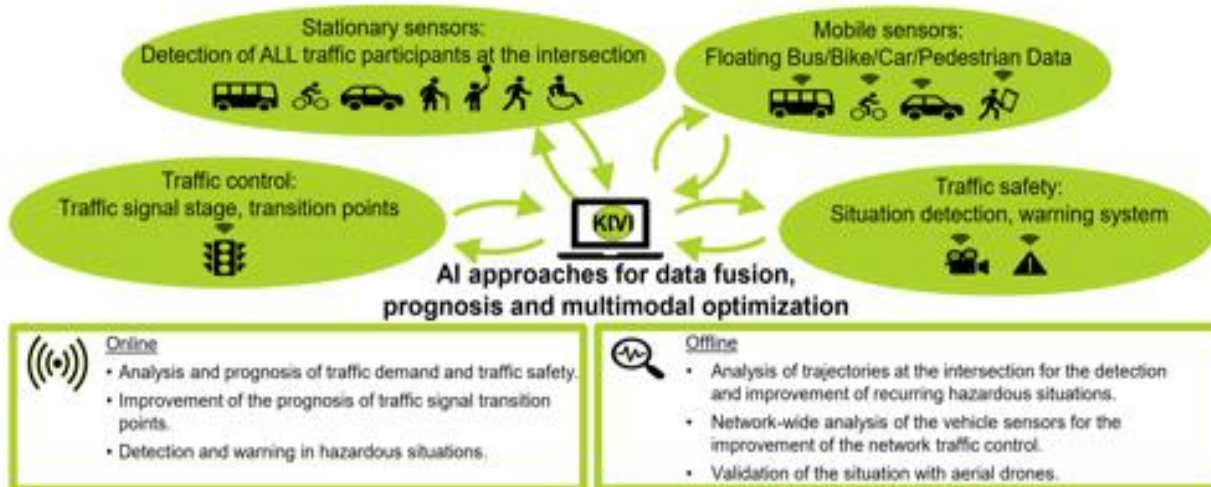 Stationary sensors:
Detection of ALL traffic participants at the intersection
Mobile sensors:
Floating Bus/Bike/Car/Pedestrian Data
Traffic control:
Traffic signal stage, transition points
KIVI
Traffic safety:
Situation detection, warning system
AI approaches for data fusion,
prognosis and multimodal optimization
Online
• Analysis and prognosis of traffic demand and traffic safety.
• Improvement of the prognosis of traffic signal transition
points.
• Detection and warning in hazardous situations.
Offline
• Analysis of trajectories at the intersection for the detection
and improvement of recurring hazardous situations.
• Network-wide analysis of the vehicle sensors for the
improvement of the network traffic control.
• Validation of the situation with aerial drones.